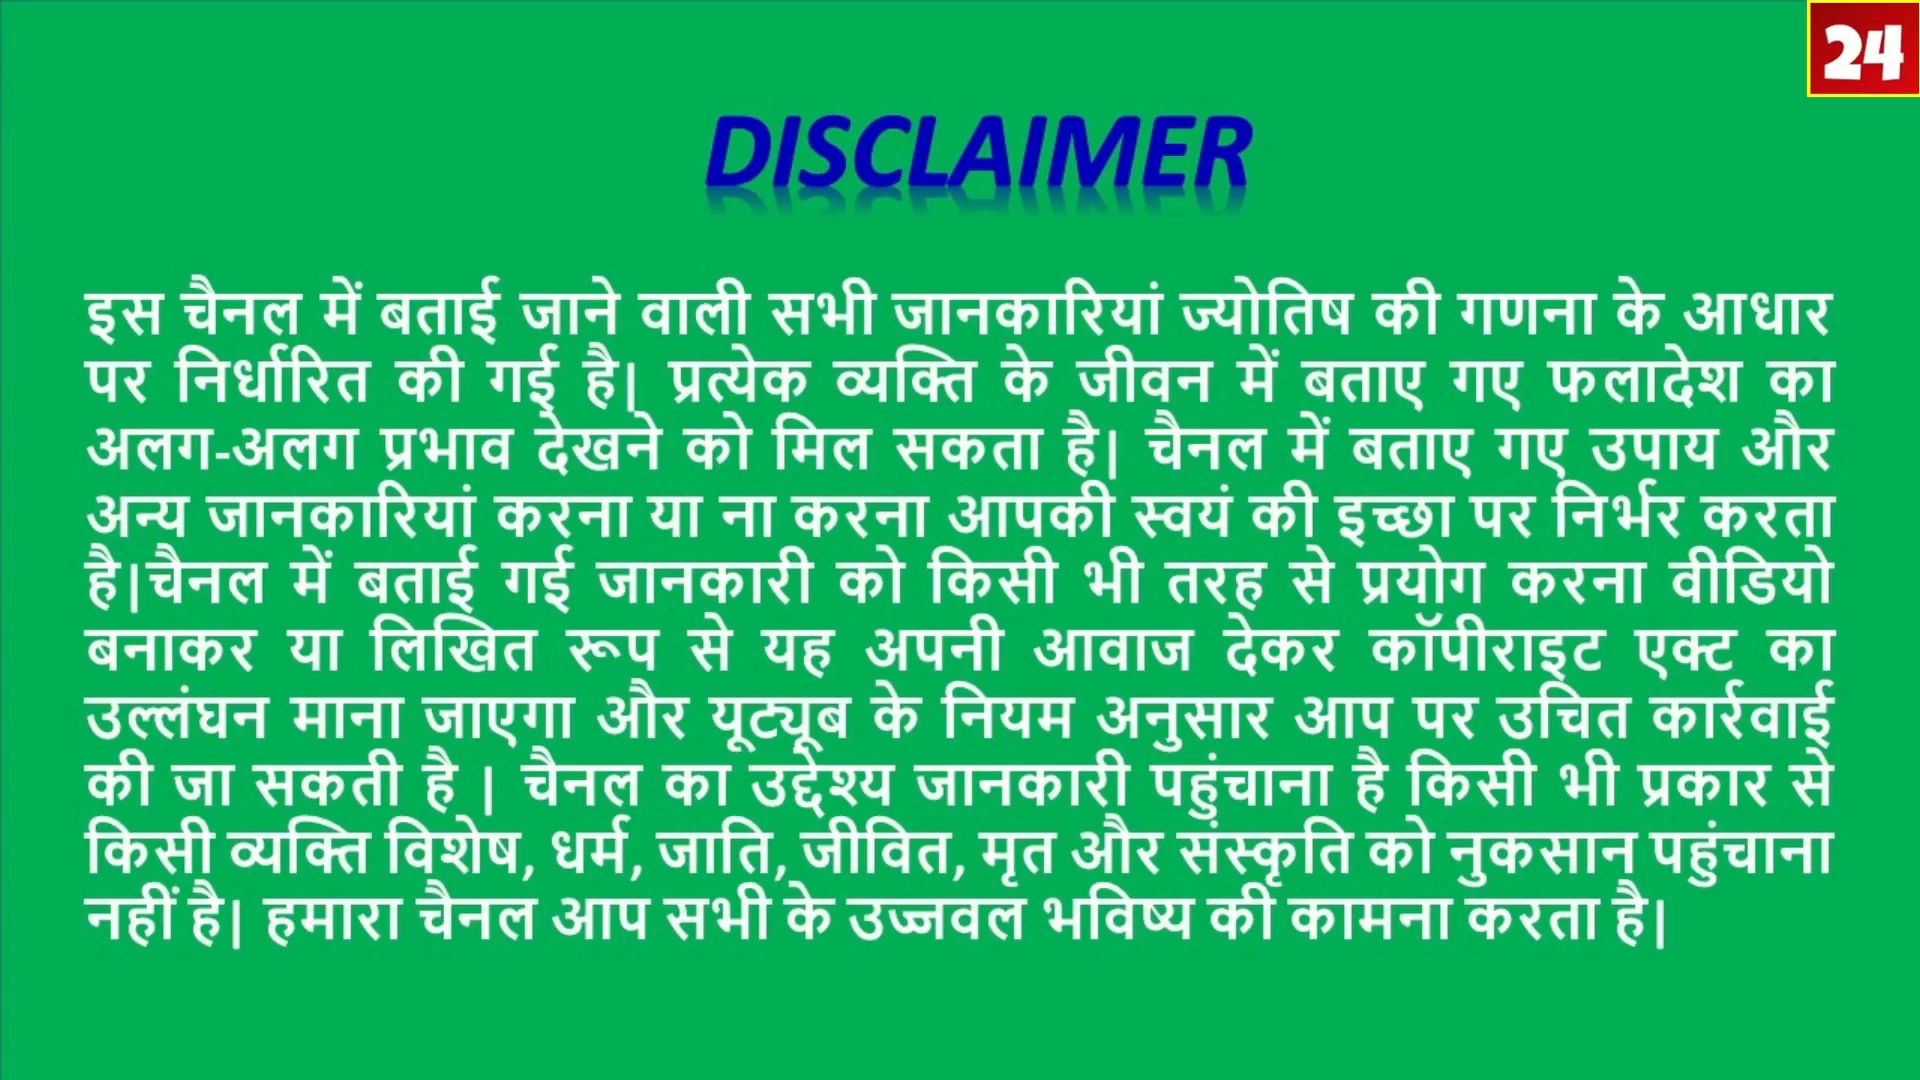 24
DISCLAIMER
इस चैनल में बताई जाने वाली सभी जानकारियां ज्योतिष की गणना के आधार
पर निर्धारित की गई है| प्रत्येक व्यक्ति के जीवन में बताए गए फलादेश का
अलग-अलग प्रभाव देखने को मिल सकता है| चैनल में बताए गए उपाय और
अन्य जानकारियां करना या ना करना आपकी स्वयं की इच्छा पर निर्भर करता
है|चैनल में बताई गई जानकारी को किसी भी तरह से प्रयोग करना वीडियो
बनाकर या लिखित रूप से यह अपनी आवाज देकर कॉपीराइट एक्ट का
उल्लंघन माना जाएगा और यूट्यूब के नियम अनुसार आप पर उचित कार्रवाई
की जा सकती है | चैनल का उद्देश्य जानकारी पहुंचाना है किसी भी प्रकार से
किसी व्यक्ति विशेष, धर्म, जाति, जीवित, मृत और संस्कृति को नुकसान पहुंचाना
नहीं है| हमारा चैनल आप सभी के उज्जवल भविष्य की कामना करता है|